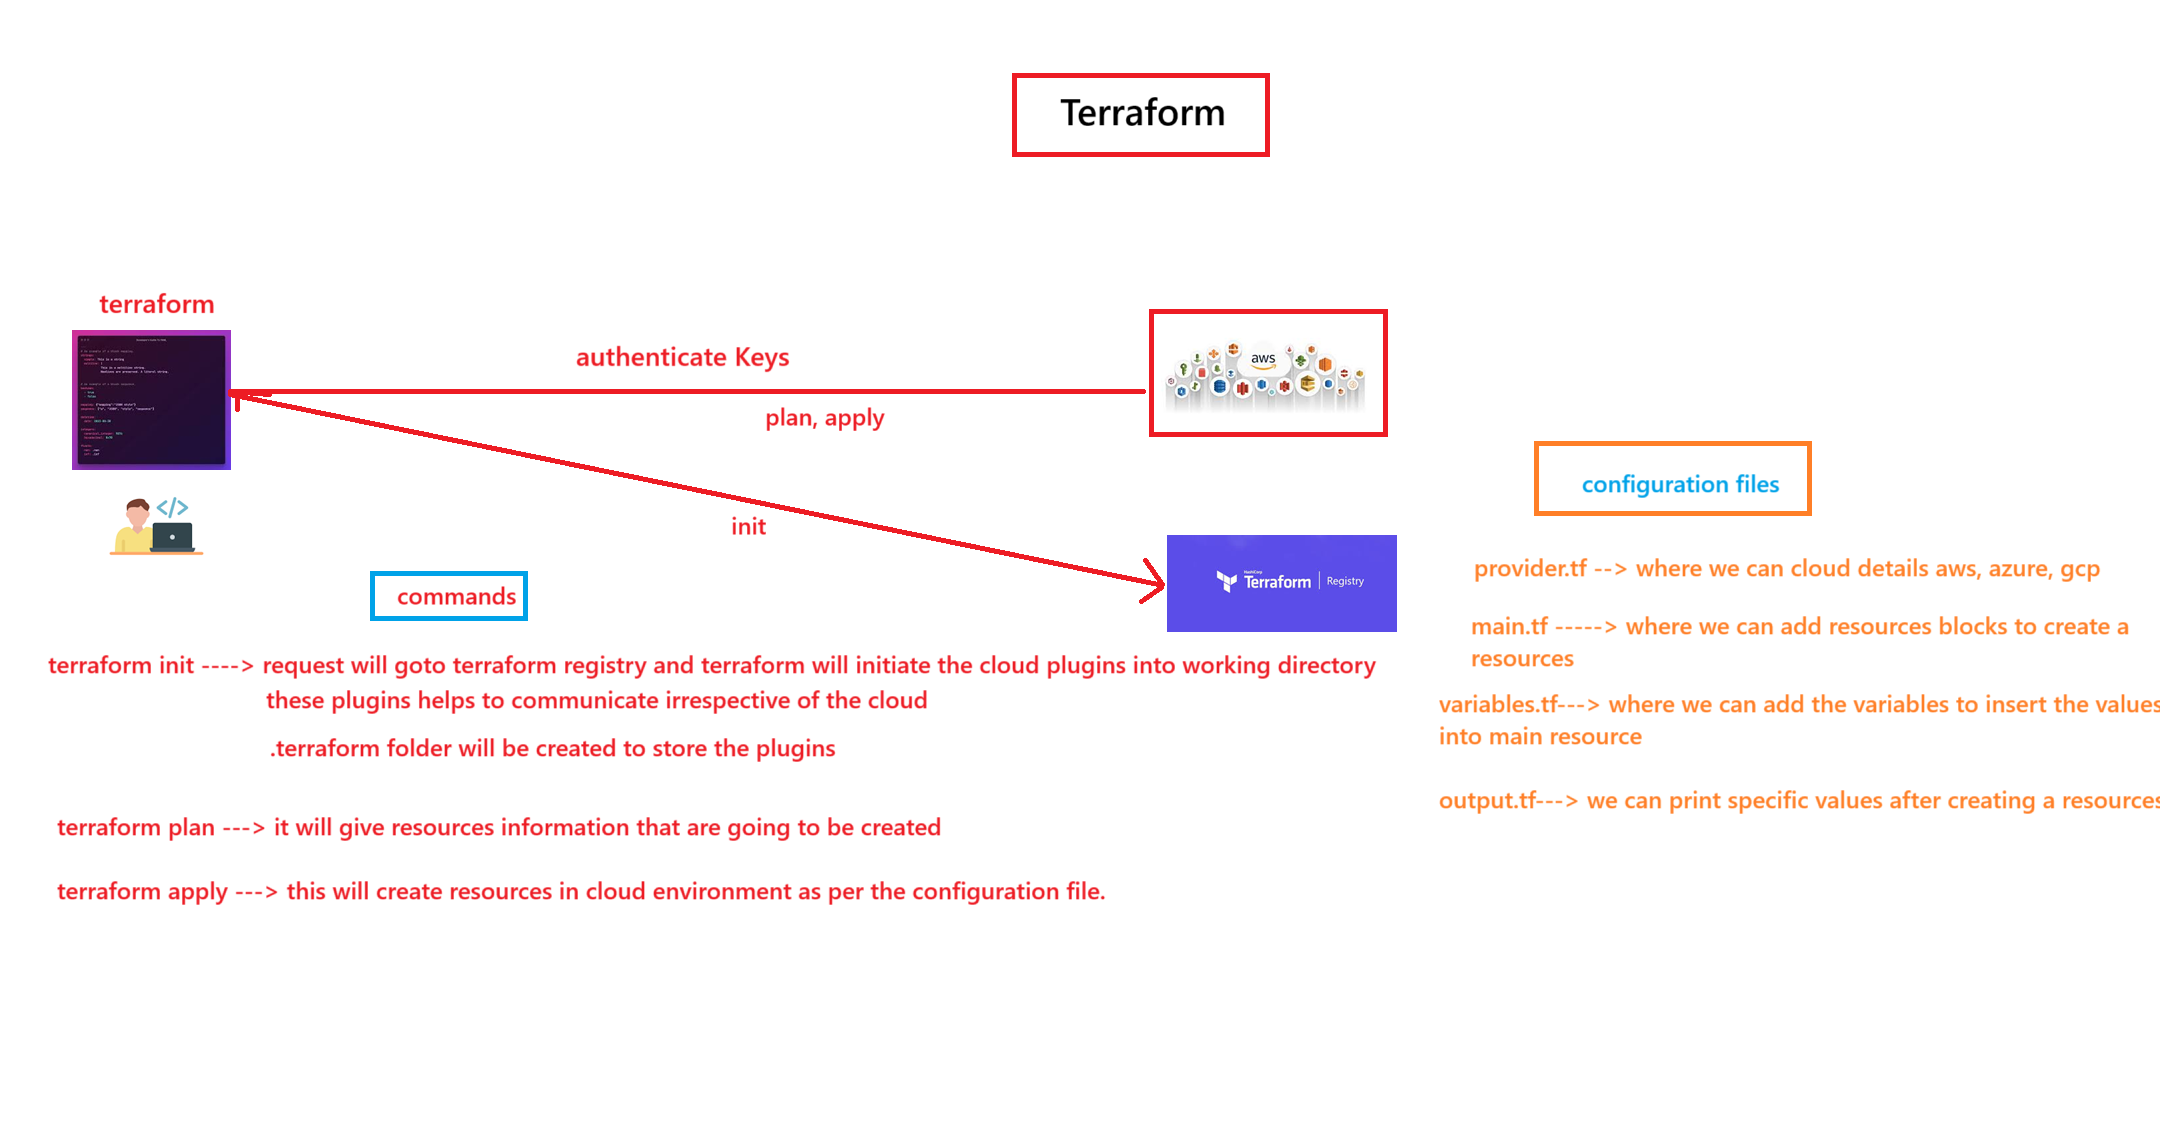 Terraform
terraform
authenticate Keys
plan, apply
aws
init
HashiCorp
Terraform | Registry
configuration files
provider.tf --> where we can cloud details aws, azure, gcp
main.tf -----> where we can add resources blocks to create a
resources
variables.tf---> where we can add the variables to insert the values
into main resource
output.tf---> we can print specific values after creating a resources
commands
terraform init ----> request will goto terraform registry and terraform will initiate the cloud plugins into working directory
these plugins helps to communicate irrespective of the cloud
.terraform folder will be created to store the plugins
terraform plan ---> it will give resources information that are going to be created
terraform apply ---> this will create resources in cloud environment as per the configuration file.